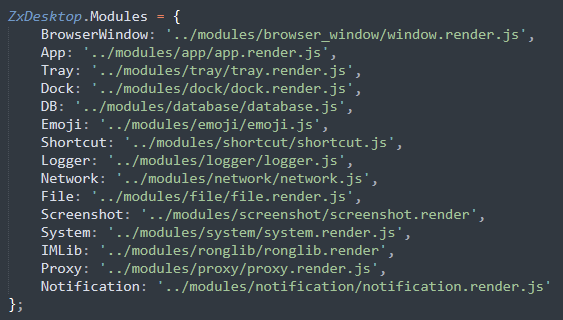 ZxDesktop.Modules = {
    BrowserWindow: '../modules/browser_window/window.render.js',
    App: '../modules/app/app.render.js',
    Tray: '../modules/tray/tray.render.js',
    Dock: '../modules/dock/dock.render.js',
    DB: '../modules/database/database.js',
    Emoji: '../modules/emoji/emoji.js',
    Shortcut: '../modules/shortcut/shortcut.js',
    Logger: '../modules/logger/logger.js',
    Network: '../modules/network/network.js',
    File: '../modules/file/file.render.js',
    Screenshot: '../modules/screenshot/screenshot.render',
    System: '../modules/system/system.render.js',
    IMLib: '../modules/ronglib/ronglib.render',
    Proxy: '../modules/proxy/proxy.render.js',
    Notification: '../modules/notification/notification.render.js'
};